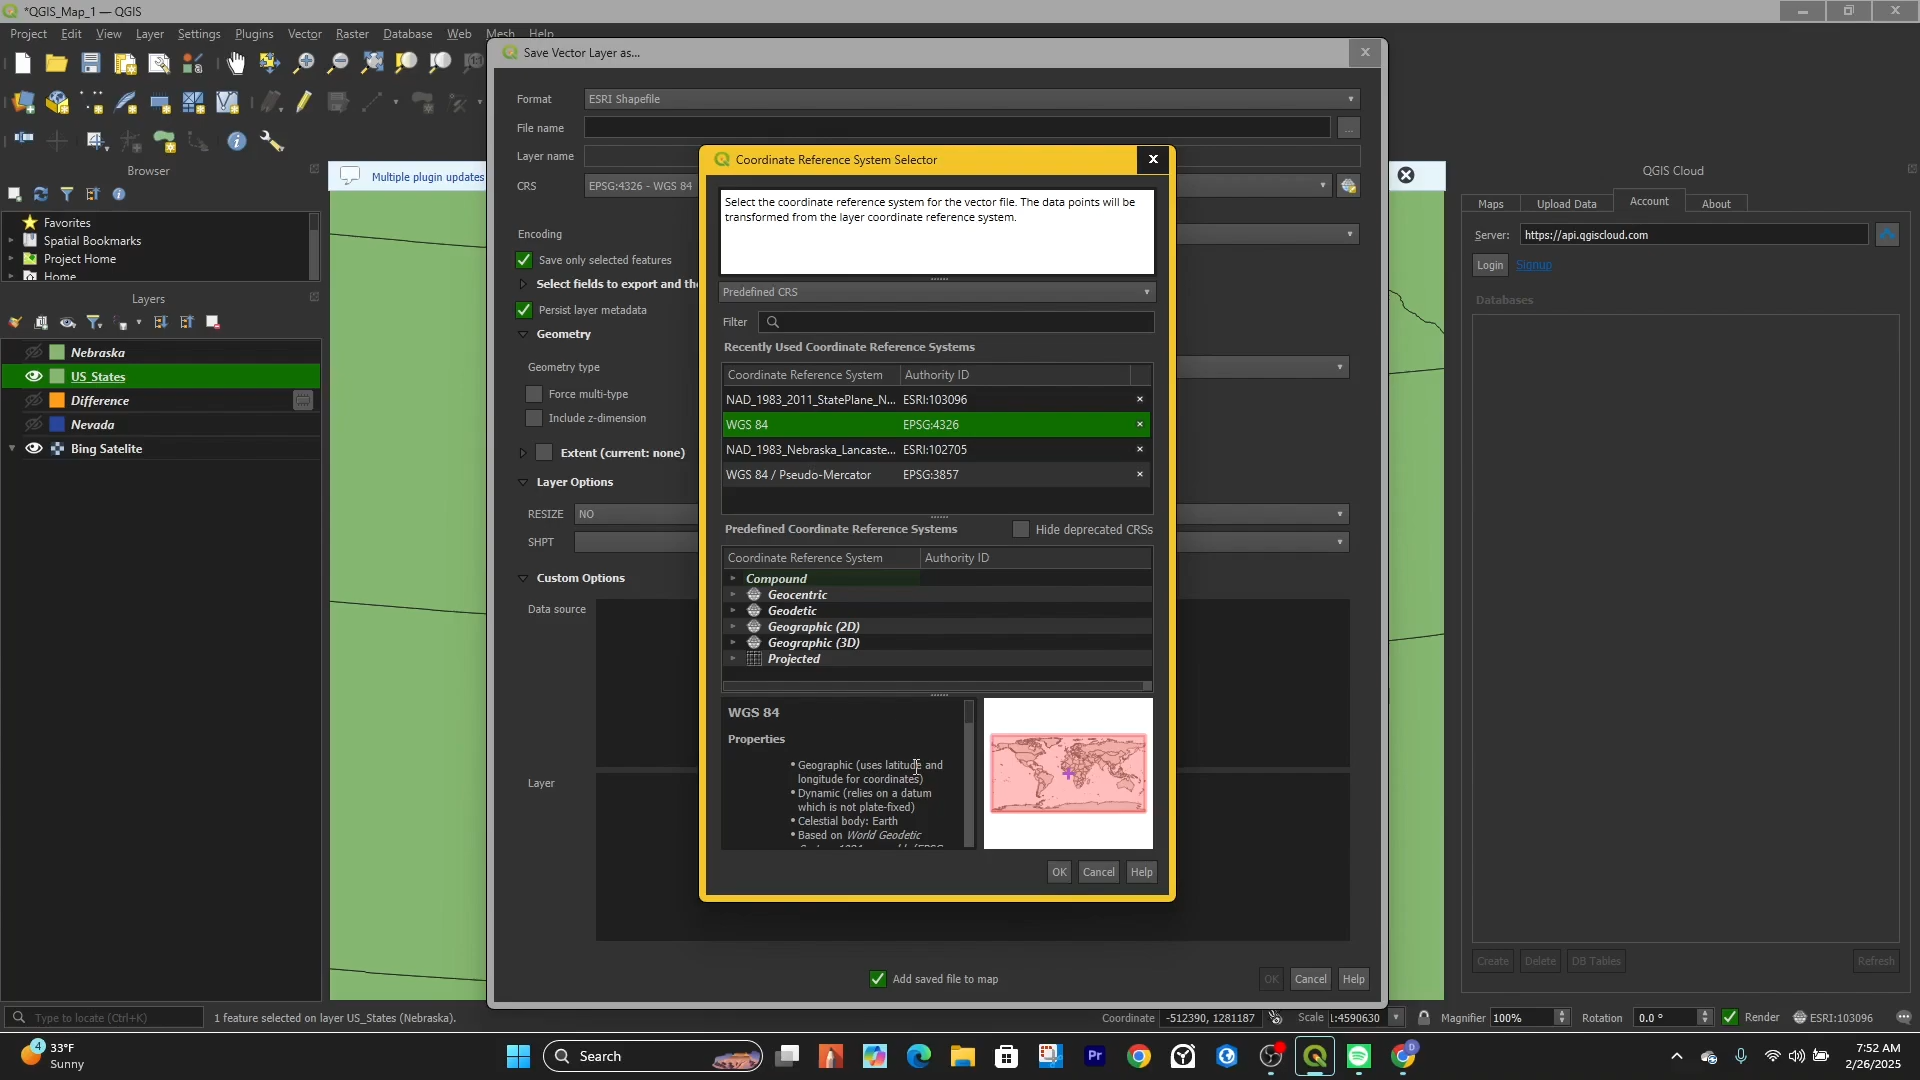 *QGIS_Map_1 — QGIS
Project Edit View Layer Settings Plugins Vector Raster Database Web Mesh Help
Browser
Favorites
Spatial Bookmarks
Project Home
Home
Layers
Nebraska
US_States
Difference
Nevada
Bing Satelite
Type to locate (Ctrl+K)
1 feature selected on layer US_States (Nebraska).
Multiple plugin updates
Save Vector Layer as...
Format
ESRI Shapefile
File name
...
Layer name
CRS
EPSG:4326 - WGS 84
Encoding
Save only selected features
Select fields to export and the
Persist layer metadata
Geometry
Geometry type
Force multi-type
Include z-dimension
Extent (current: none)
Layer Options
RESIZE
NO
SHPT
Custom Options
Data source
Layer
Add saved file to map
OK
Cancel
Help
Coordinate Reference System Selector
Select the coordinate reference system for the vector file. The data points will be
transformed from the layer coordinate reference system.
Predefined CRS
Filter
Recently Used Coordinate Reference Systems
Coordinate Reference System Authority ID
NAD_1983_2011_StatePlane_N... ESRI:103096
WGS 84 EPSG:4326
NAD_1983_Nebraska_Lancaste... ESRI:102705
WGS 84 / Pseudo-Mercator EPSG:3857
Predefined Coordinate Reference Systems
Hide deprecated CRSs
Coordinate Reference System Authority ID
Compound
Geocentric
Geodetic
Geographic (2D)
Geographic (3D)
Projected
WGS 84
Properties
• Geographic (uses latitude and
longitude for coordinates)
• Dynamic (relies on a datum
which is not plate-fixed)
• Celestial body: Earth
• Based on World Geodetic
OK
Cancel
Help
QGIS Cloud
Maps
Upload Data
Account
About
Server:
https://api.qgiscloud.com
Login
Signup
Databases
Create
Delete
DB Tables
Refresh
Coordinate
-512390, 1281187
Scale
1:4590630
Magnifier
100%
Rotation
0.0 °
Render
ESRI:103096
4
33°F
Sunny
Search
Pr
D
7:52 AM
2/26/2025